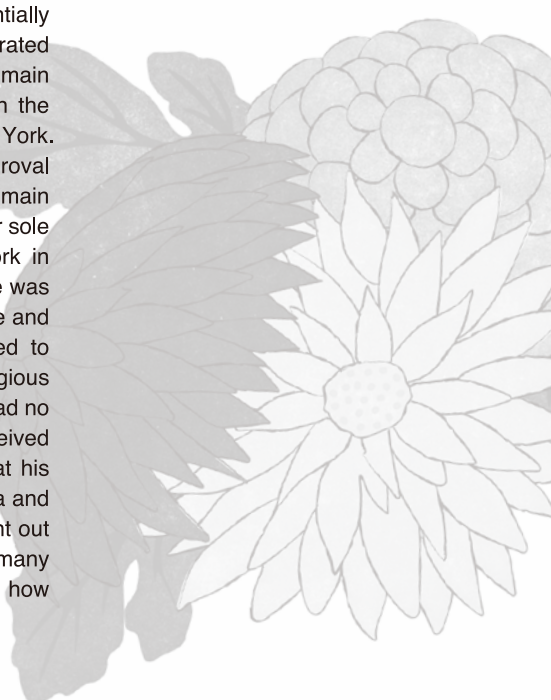 ntially
rated
main
n the
York.
roval
main
r sole
ork in
e was
e and
ed to
gious
ad no
eived
at his
a and
nt out
many
how